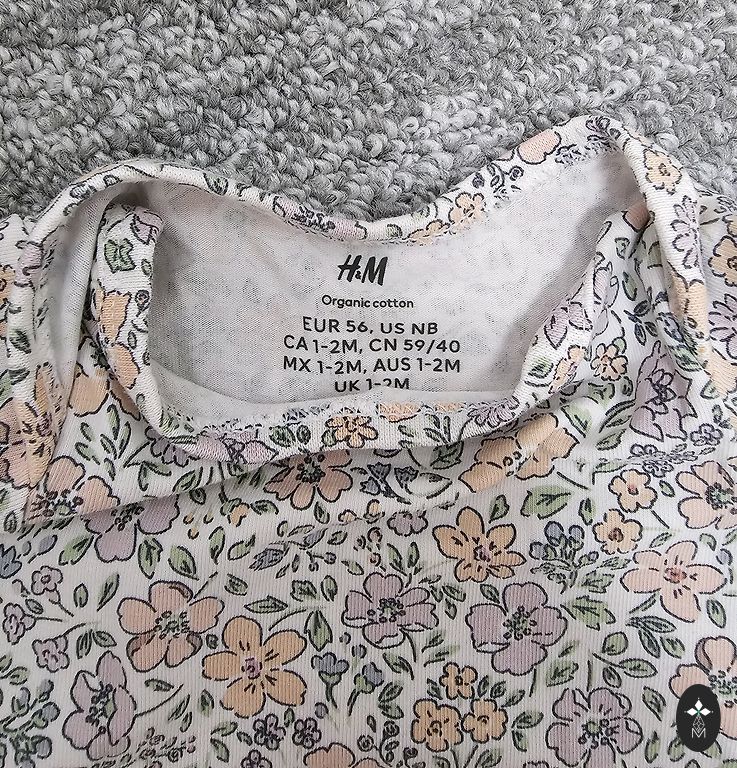 H&M
Organic cotton
EUR 56, US NB
CA 1-2M, CN 59/40
MX 1-2M, AUS 1-2M
UK 1-2M